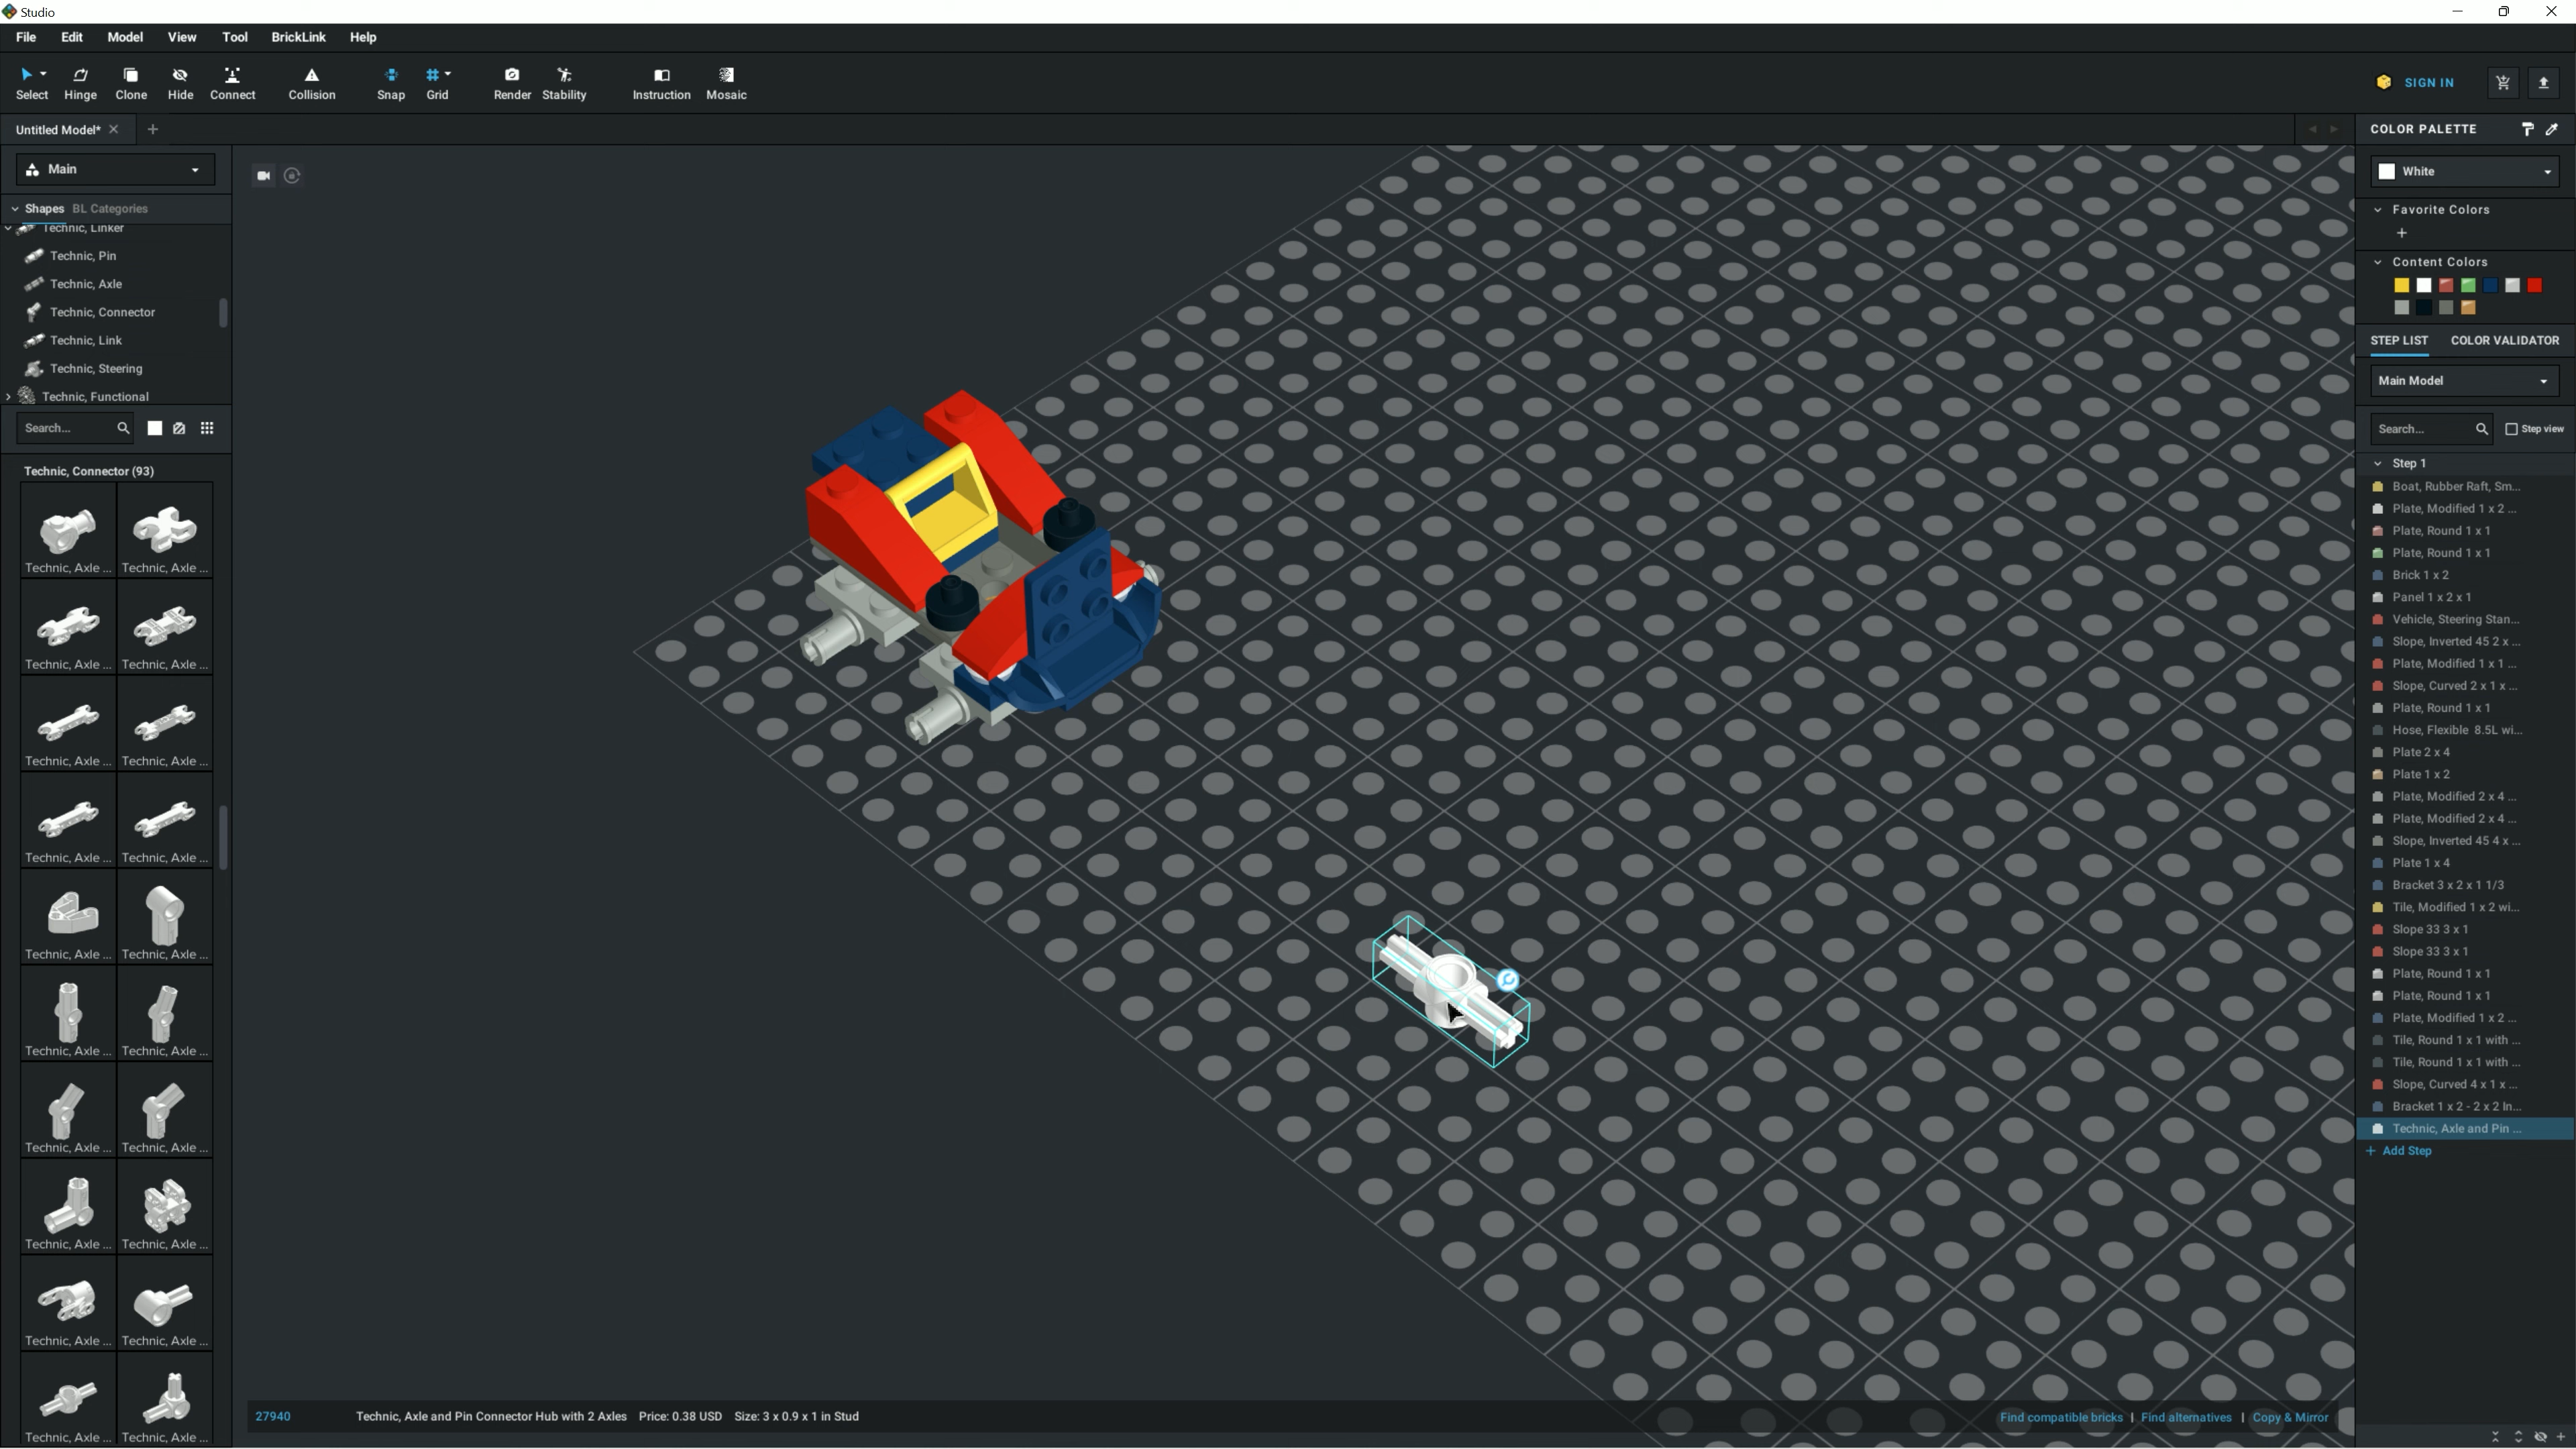 Studio
File Edit Model View Tool BrickLink Help
Select Hinge Clone Hide Connect Collision Snap Grid Render Stability Instruction Mosaic
SIGN IN
Untitled Model*
Main
Shapes BL Categories
Technic, Linker
Technic, Pin
Technic, Axle
Technic, Connector
Technic, Link
Technic, Steering
Technic, Functional
Search...
Technic, Connector (93)
Technic, Axle ... Technic, Axle ...
Technic, Axle ... Technic, Axle ...
Technic, Axle ... Technic, Axle ...
Technic, Axle ... Technic, Axle ...
Technic, Axle ... Technic, Axle ...
Technic, Axle ... Technic, Axle ...
Technic, Axle ... Technic, Axle ...
Technic, Axle ... Technic, Axle ...
Technic, Axle ... Technic, Axle ...
Technic, Axle ... Technic, Axle ...
27940 Technic, Axle and Pin Connector Hub with 2 Axles Price: 0.38 USD Size: 3 x 0.9 x 1 in Stud
Find compatible bricks | Find alternatives | Copy & Mirror
COLOR PALETTE
White
Favorite Colors
Content Colors
STEP LIST COLOR VALIDATOR
Main Model
Search... Step view
Step 1
Boat, Rubber Raft, Sm...
Plate, Modified 1 x 2 ...
Plate, Round 1 x 1
Plate, Round 1 x 1
Brick 1 x 2
Panel 1 x 2 x 1
Vehicle, Steering Stan...
Slope, Inverted 45 2 x ...
Plate, Modified 1 x 1 ...
Slope, Curved 2 x 1 x ...
Plate, Round 1 x 1
Hose, Flexible 8.5L wi...
Plate 2 x 4
Plate 1 x 2
Plate, Modified 2 x 4 ...
Plate, Modified 2 x 4 ...
Slope, Inverted 45 4 x ...
Plate 1 x 4
Bracket 3 x 2 x 1 1/3
Tile, Modified 1 x 2 wi...
Slope 33 3 x 1
Slope 33 3 x 1
Plate, Round 1 x 1
Plate, Round 1 x 1
Plate, Modified 1 x 2 ...
Tile, Round 1 x 1 with ...
Tile, Round 1 x 1 with ...
Slope, Curved 4 x 1 x ...
Bracket 1 x 2 - 2 x 2 In...
Technic, Axle and Pin ...
+ Add Step